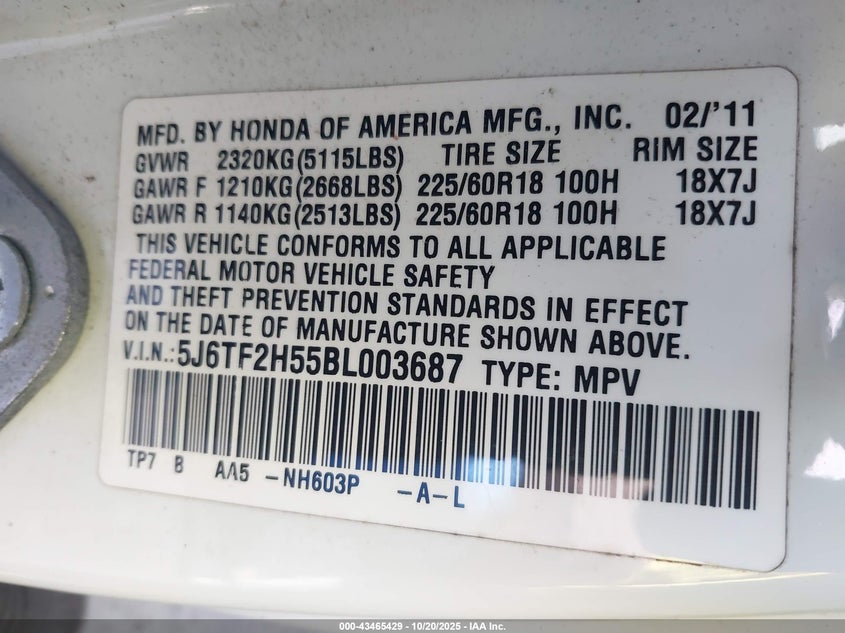 MFD. BY HONDA OF AMERICA MFG., INC. 02/'11
GVWR 2320KG(5115LBS) TIRE SIZE RIM SIZE
GAWR F 1210KG(2668LBS) 225/60R18 100H 18X7J
GAWR R 1140KG(2513LBS) 225/60R18 100H 18X7J
THIS VEHICLE CONFORMS TO ALL APPLICABLE
FEDERAL MOTOR VEHICLE SAFETY
AND THEFT PREVENTION STANDARDS IN EFFECT
ON THE DATE OF MANUFACTURE SHOWN ABOVE.
V.I.N.:5J6TF2H55BL003687 TYPE: MPV
TP7 B AA5 -NH603P -A-L
000-43465429 - 10/20/2025 - IAA Inc.